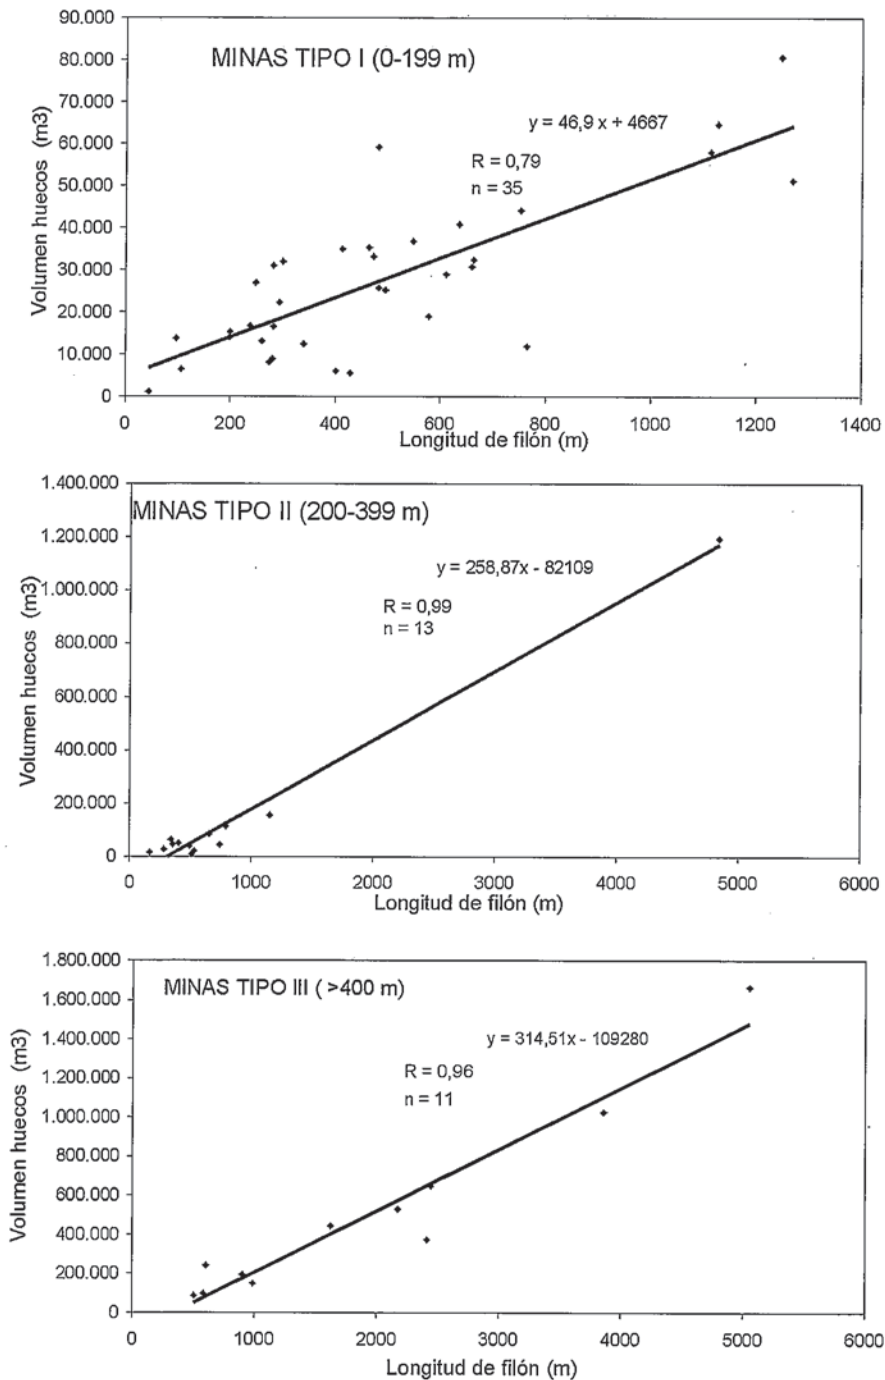 MINAS TIPO I (0-199 m)
Volumen huecos (m3)
90.000
80.000
70.000
60.000
50.000
40.000
30.000
20.000
10.000
0
y = 46,9 x + 4667
R = 0,79
n = 35
0 200 400 600 800 1000 1200 1400
Longitud de filón (m)
MINAS TIPO II (200-399 m)
Volumen huecos (m3)
1.400.000
1.200.000
1.000.000
800.000
600.000
400.000
200.000
0
y = 258,87x - 82109
R = 0,99
n = 13
0 1000 2000 3000 4000 5000 6000
Longitud de filón (m)
MINAS TIPO III ( >400 m)
Volumen huecos (m3)
1.800.000
1.600.000
1.400.000
1.200.000
1.000.000
800.000
600.000
400.000
200.000
0
y = 314,51x - 109280
R = 0,96
n = 11
0 1000 2000 3000 4000 5000 6000
Longitud de filón (m)